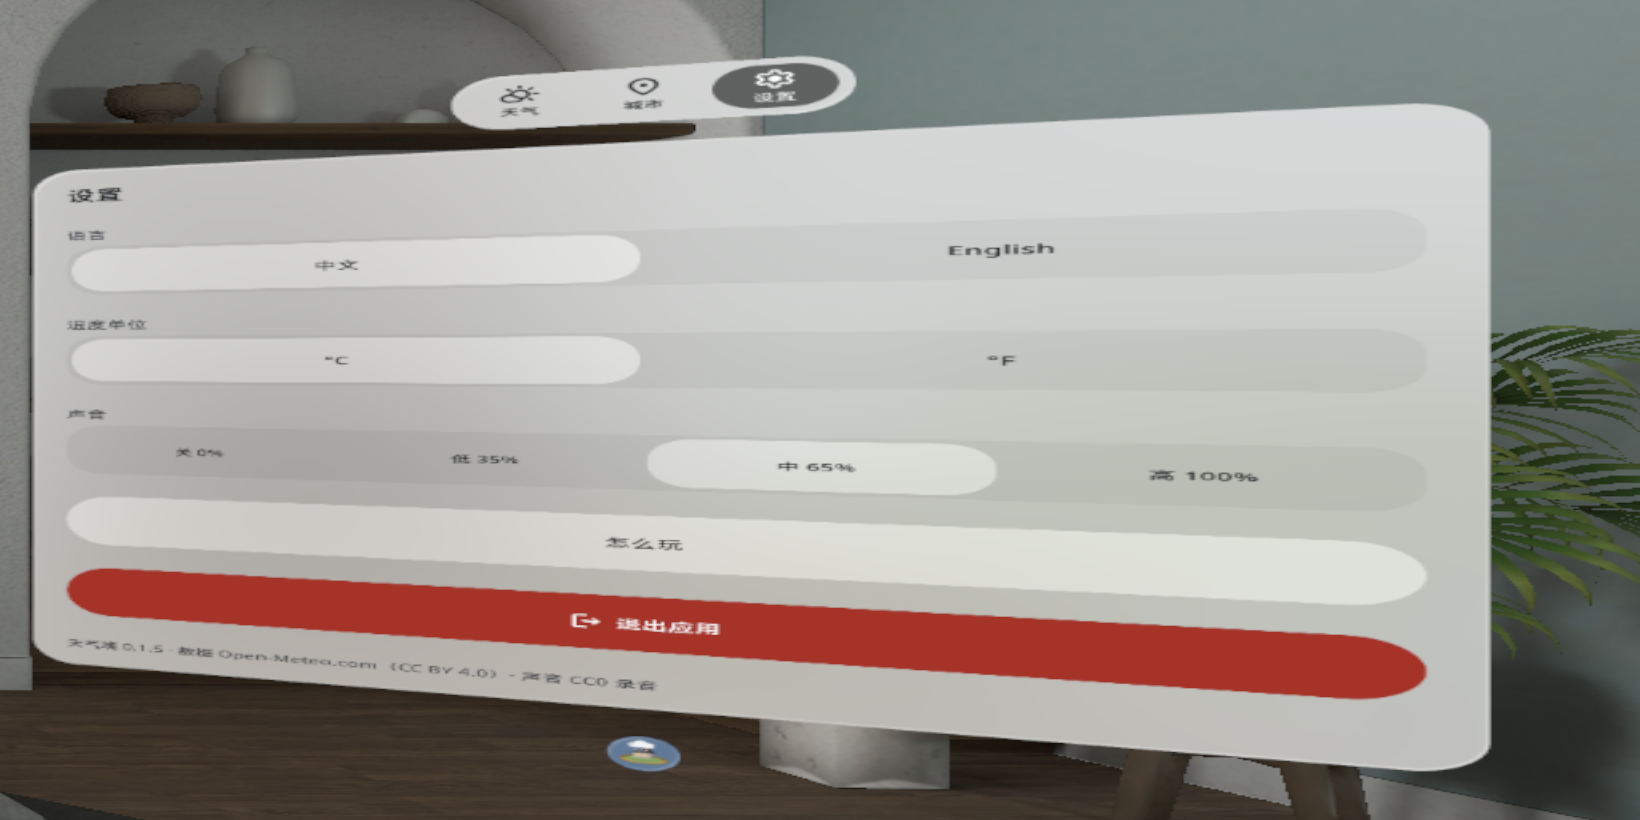 天气
城市
设置
设置
语言
中文
English
温度单位
°C
°F
声音
关 0%
低 35%
中 65%
高 100%
怎么玩
退出应用
天气魂 0.1.5 · 数据 Open-Meteo.com （CC BY 4.0） · 声音 CC0 录音